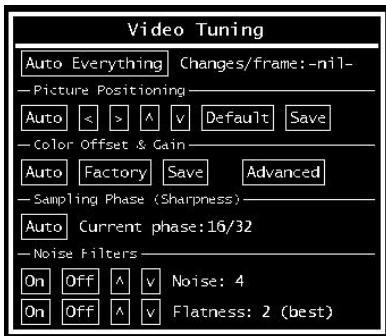 Video Tuning
Auto Everything Changes/frame:-nil-
Picture Positioning
Auto < > ^ v Default Save
Color Offset & Gain
Auto Factory Save Advanced
Sampling Phase (Sharpness)
Auto Current phase:16/32
Noise Filters
On Off ^ v Noise: 4
On Off ^ v Flatness: 2 (best)